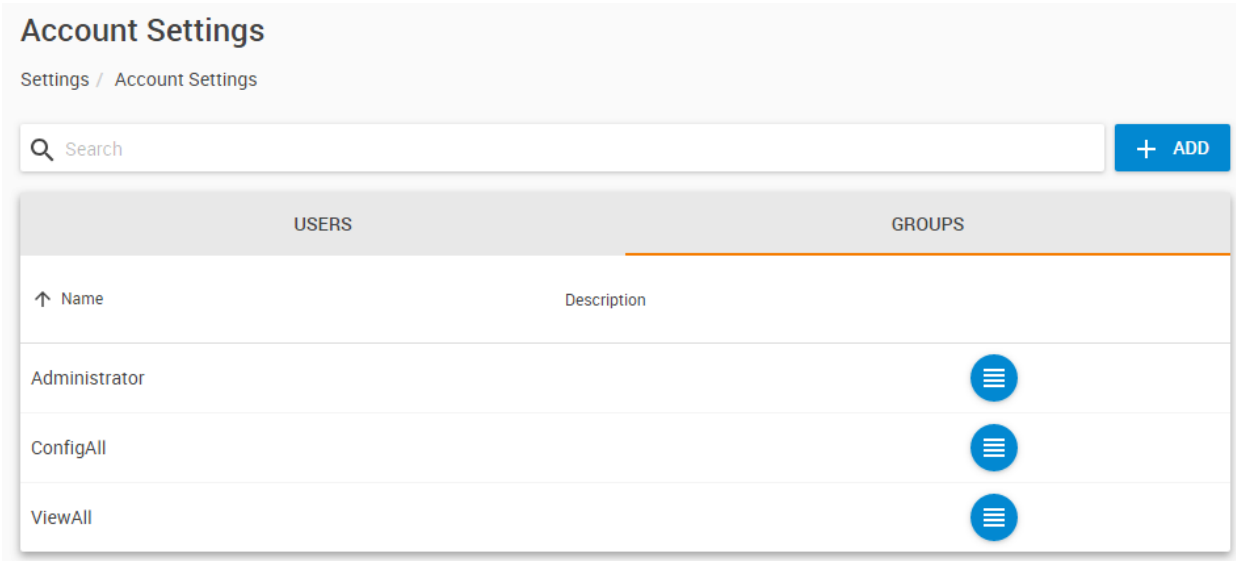 Account Settings
Settings / Account Settings
Search
+ ADD
USERS GROUPS
Name Description
Administrator
ConfigAll
ViewAll